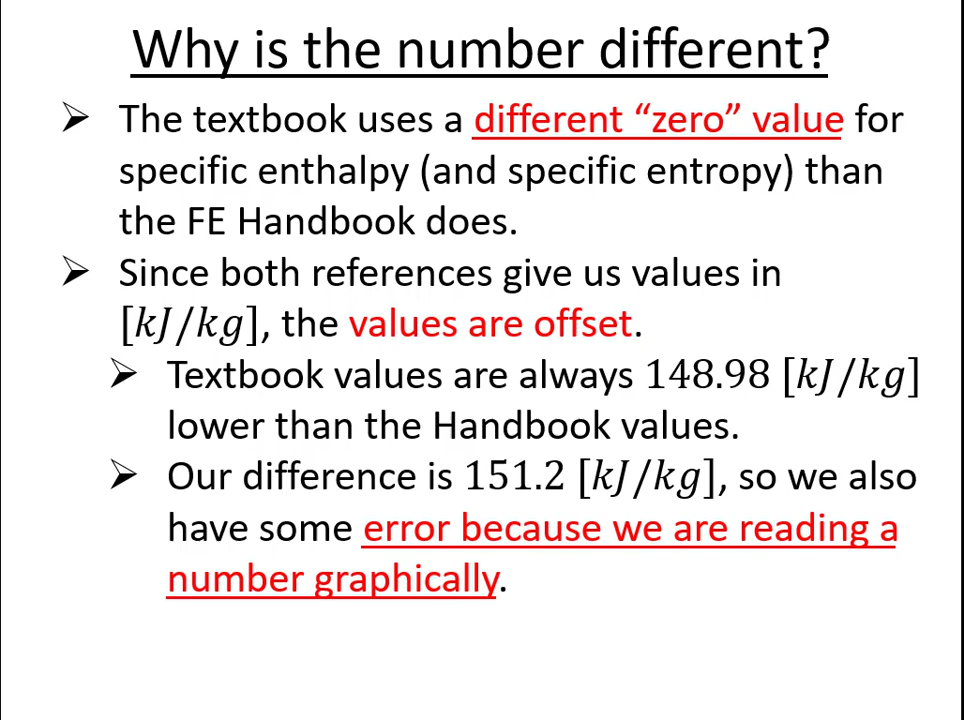 Why is the number different?
➢ The textbook uses a different “zero” value for
specific enthalpy (and specific entropy) than
the FE Handbook does.
➢ Since both references give us values in
[kJ/kg], the values are offset.
➢ Textbook values are always 148.98 [kJ/kg]
lower than the Handbook values.
➢ Our difference is 151.2 [kJ/kg], so we also
have some error because we are reading a
number graphically.